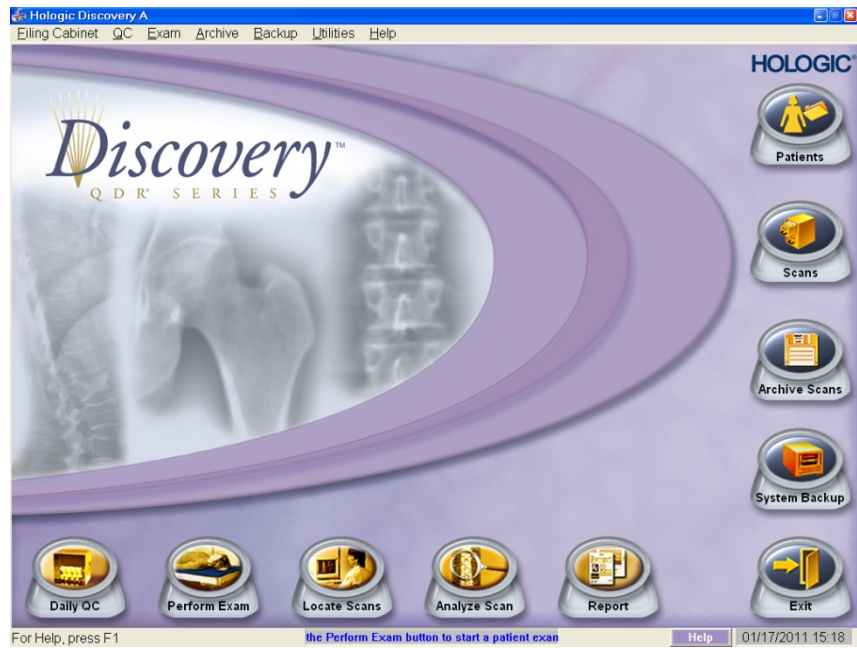 Hologic Discovery A
Filing Cabinet QC Exam Archive Backup Utilities Help
HOLOGIC
Discovery™
QDR® SERIES
Patients
Scans
Archive Scans
System Backup
Daily QC
Perform Exam
Locate Scans
Analyze Scan
Report
Exit
For Help, press F1
the Perform Exam button to start a patient exan
Help
01/17/2011 15:18